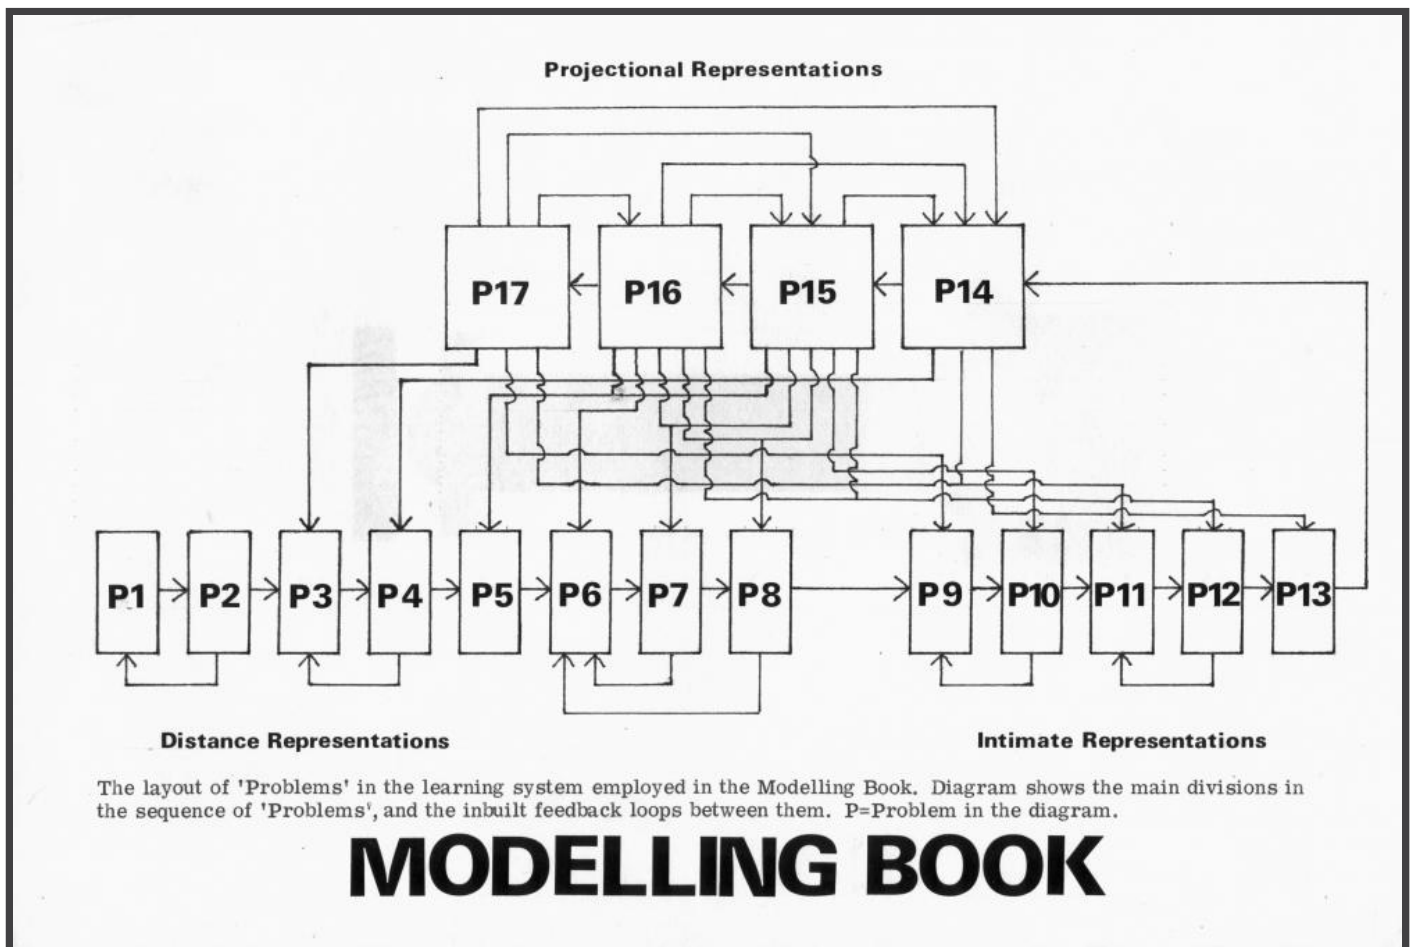 Projectional Representations
P17 P16 P15 P14
P1 P2 P3 P4 P5 P6 P7 P8 P9 P10 P11 P12 P13
Distance Representations Intimate Representations
The layout of 'Problems' in the learning system employed in the Modelling Book. Diagram shows the main divisions in
the sequence of 'Problems', and the inbuilt feedback loops between them. P=Problem in the diagram.
MODELLING BOOK